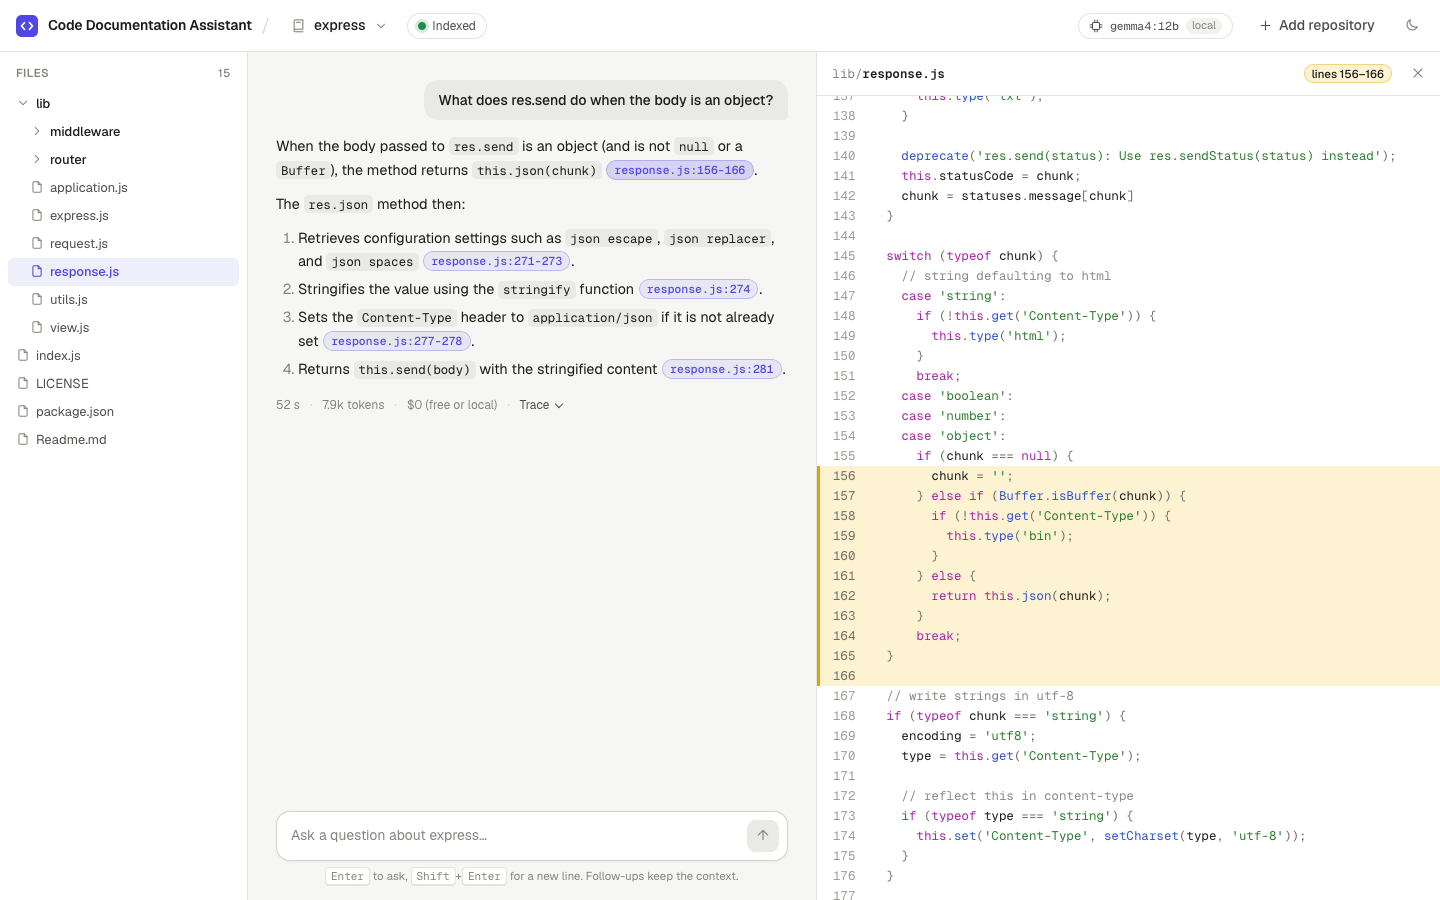 Code Documentation Assistant / express Indexed gemma4:12b local + Add repository
FILES 15
lib
middleware
router
application.js
express.js
request.js
response.js
utils.js
view.js
index.js
LICENSE
package.json
Readme.md
What does res.send do when the body is an object?
When the body passed to res.send is an object (and is not null or a
Buffer ), the method returns this.json(chunk) response.js:156-166 .
The res.json method then:
1. Retrieves configuration settings such as json escape , json replacer ,
and json spaces response.js:271-273 .
2. Stringifies the value using the stringify function response.js:274 .
3. Sets the Content-Type header to application/json if it is not already
set response.js:277-278 .
4. Returns this.send(body) with the stringified content response.js:281 .
52 s · 7.9k tokens · $0 (free or local) · Trace
Ask a question about express...
Enter to ask, Shift + Enter for a new line. Follow-ups keep the context.
lib/response.js lines 156–166
137 this.type('txt');
138 }
139
140 deprecate('res.send(status): Use res.sendStatus(status) instead');
141 this.statusCode = chunk;
142 chunk = statuses.message[chunk]
143 }
144
145 switch (typeof chunk) {
146 // string defaulting to html
147 case 'string':
148 if (!this.get('Content-Type')) {
149 this.type('html');
150 }
151 break;
152 case 'boolean':
153 case 'number':
154 case 'object':
155 if (chunk === null) {
156 chunk = '';
157 } else if (Buffer.isBuffer(chunk)) {
158 if (!this.get('Content-Type')) {
159 this.type('bin');
160 }
161 } else {
162 return this.json(chunk);
163 }
164 break;
165 }
166
167 // write strings in utf-8
168 if (typeof chunk === 'string') {
169 encoding = 'utf8';
170 type = this.get('Content-Type');
171
172 // reflect this in content-type
173 if (typeof type === 'string') {
174 this.set('Content-Type', setCharset(type, 'utf-8'));
175 }
176 }
177